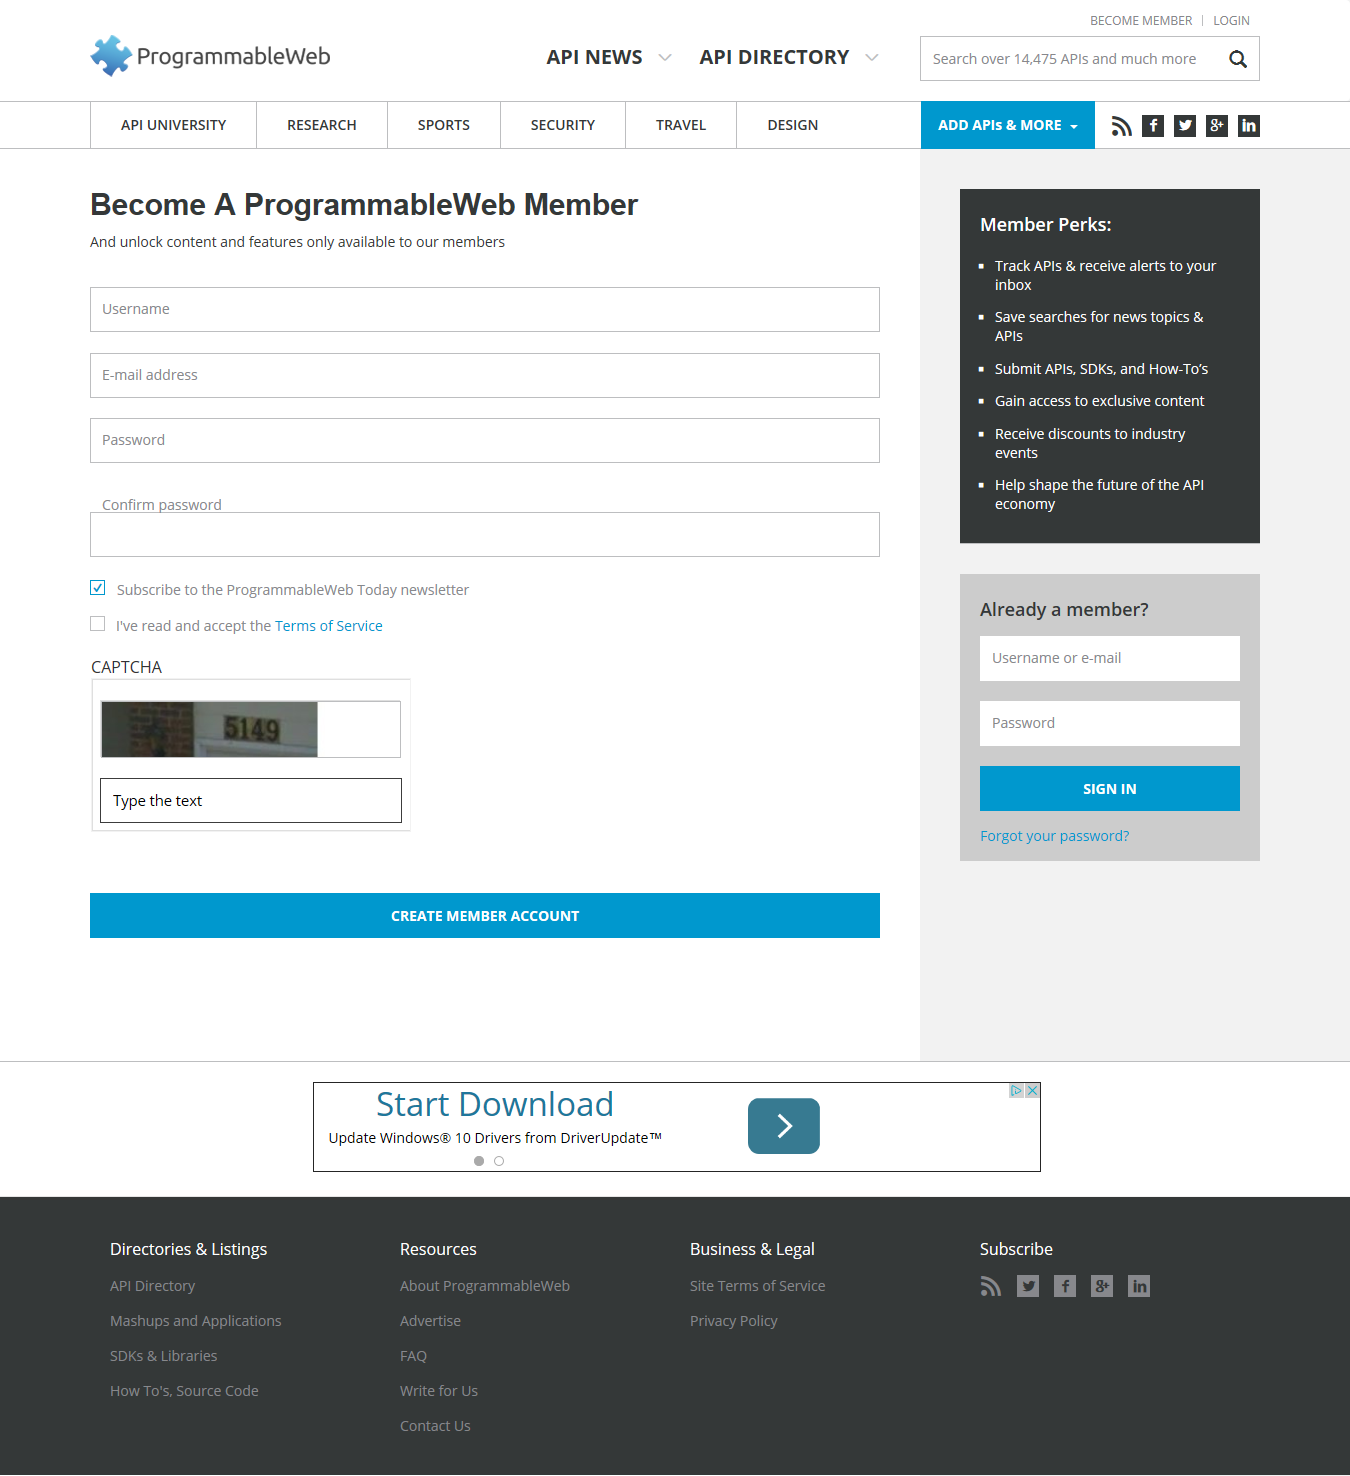 BECOME MEMBER
LOGIN
ProgrammableWeb
API NEWS
API DIRECTORY
Search over 14,475 APIs and much more
API UNIVERSITY
RESEARCH
SPORTS
SECURITY
TRAVEL
DESIGN
ADD APIs & MORE
f
g+
in
Become A ProgrammableWeb Member
And unlock content and features only available to our members
Username
E-mail address
Password
Confirm password
Subscribe to the ProgrammableWeb Today newsletter
I've read and accept the Terms of Service
CAPTCHA
5149
Type the text
CREATE MEMBER ACCOUNT
Member Perks:
Track APIs & receive alerts to your
inbox
Save searches for news topics &
APIs
Submit APIs, SDKs, and How-To's
Gain access to exclusive content
Receive discounts to industry
events
Help shape the future of the API
economy
Already a member?
Username or e-mail
Password
SIGN IN
Forgot your password?
Start Download
Update Windows® 10 Drivers from DriverUpdate™
Directories & Listings
API Directory
Mashups and Applications
SDKs & Libraries
How To's, Source Code
Resources
About ProgrammableWeb
Advertise
FAQ
Write for Us
Contact Us
Business & Legal
Site Terms of Service
Privacy Policy
Subscribe
f
g+
in